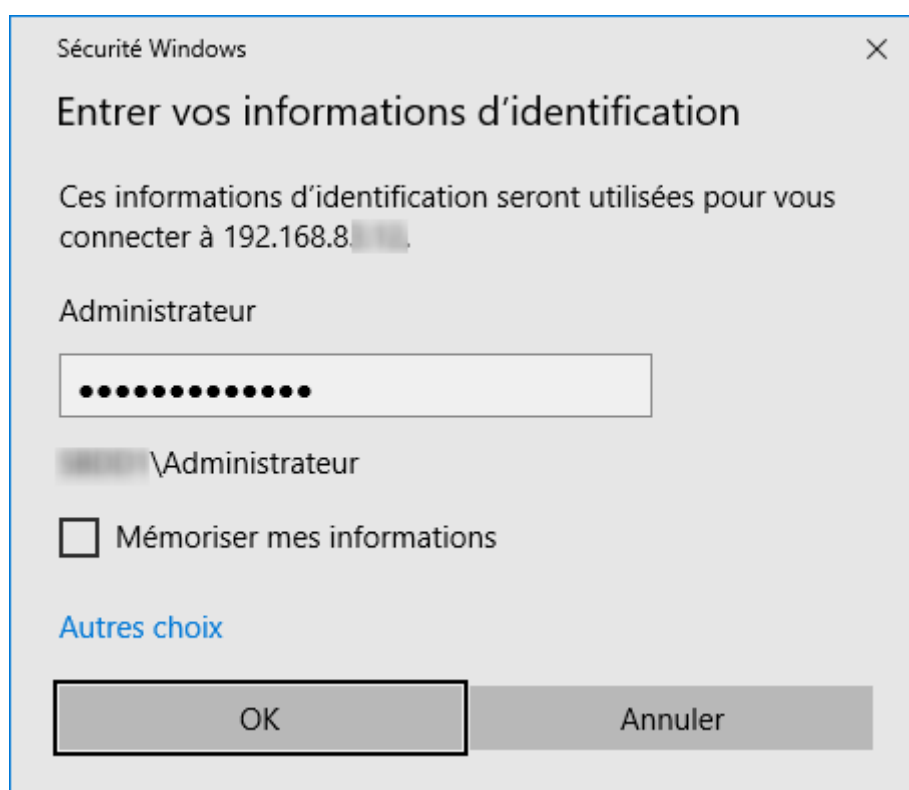 Sécurité Windows
Entrer vos informations d’identification
Ces informations d’identification seront utilisées pour vous
connecter à 192.168.8.
Administrateur
•••••••••••••
\Administrateur
Mémoriser mes informations
Autres choix
OK
Annuler